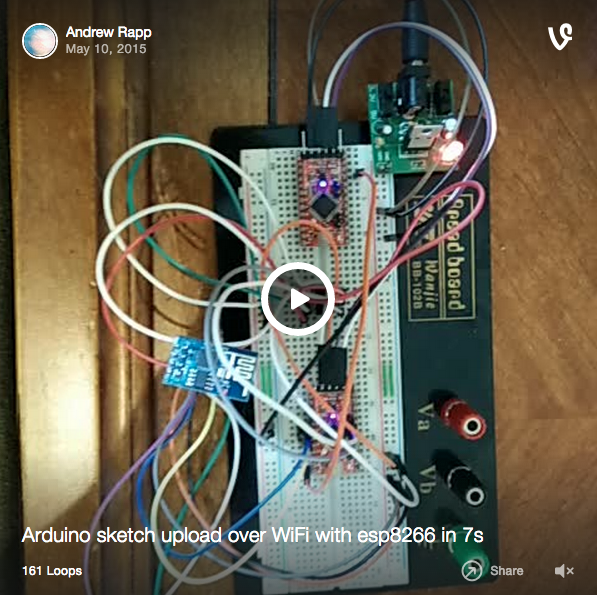 Andrew Rapp
May 10, 2015
Bread board
Wanjie
BB-102B
Va
Vb
Arduino sketch upload over WiFi with esp8266 in 7s
161 Loops
Share